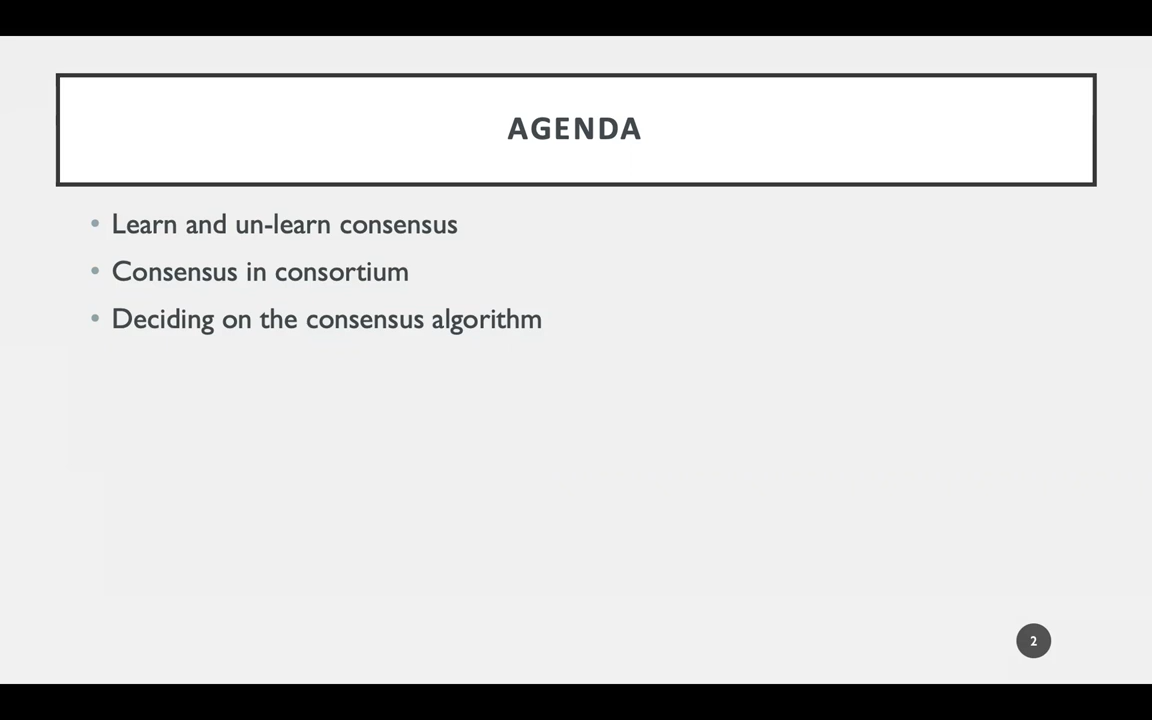 AGENDA
• Learn and un-learn consensus
• Consensus in consortium
• Deciding on the consensus algorithm
2